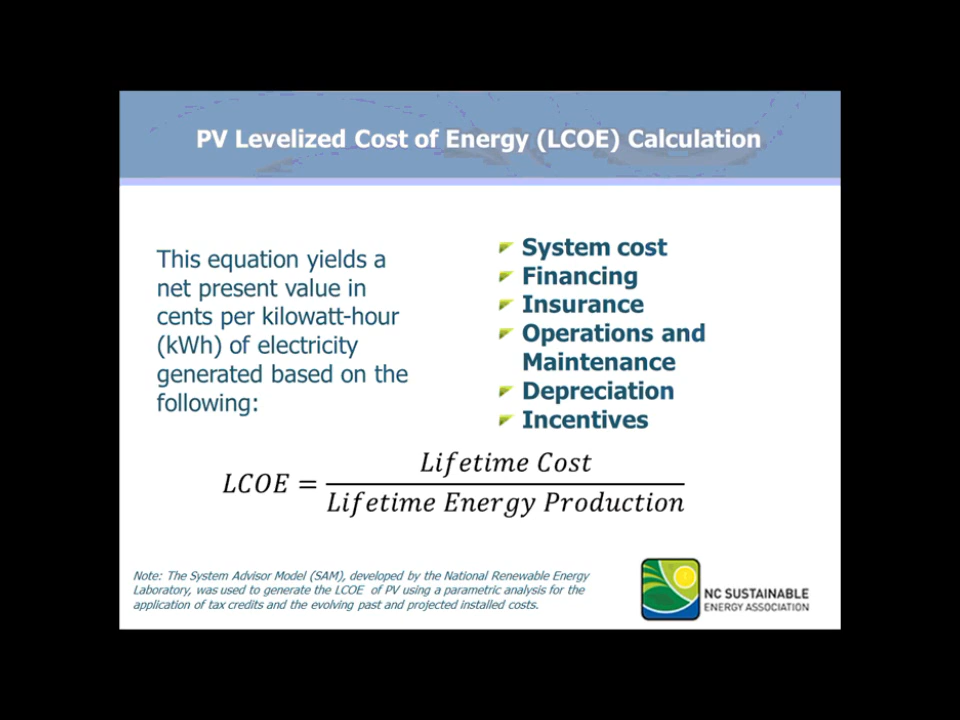 PV Levelized Cost of Energy (LCOE) Calculation
This equation yields a
net present value in
cents per kilowatt-hour
(kWh) of electricity
generated based on the
following:
System cost
Financing
Insurance
Operations and
Maintenance
Depreciation
Incentives
LCOE = Lifetime Cost / Lifetime Energy Production
Note: The System Advisor Model (SAM), developed by the National Renewable Energy
Laboratory, was used to generate the LCOE of PV using a parametric analysis for the
application of tax credits and the evolving past and projected installed costs.
NC SUSTAINABLE
ENERGY ASSOCIATION